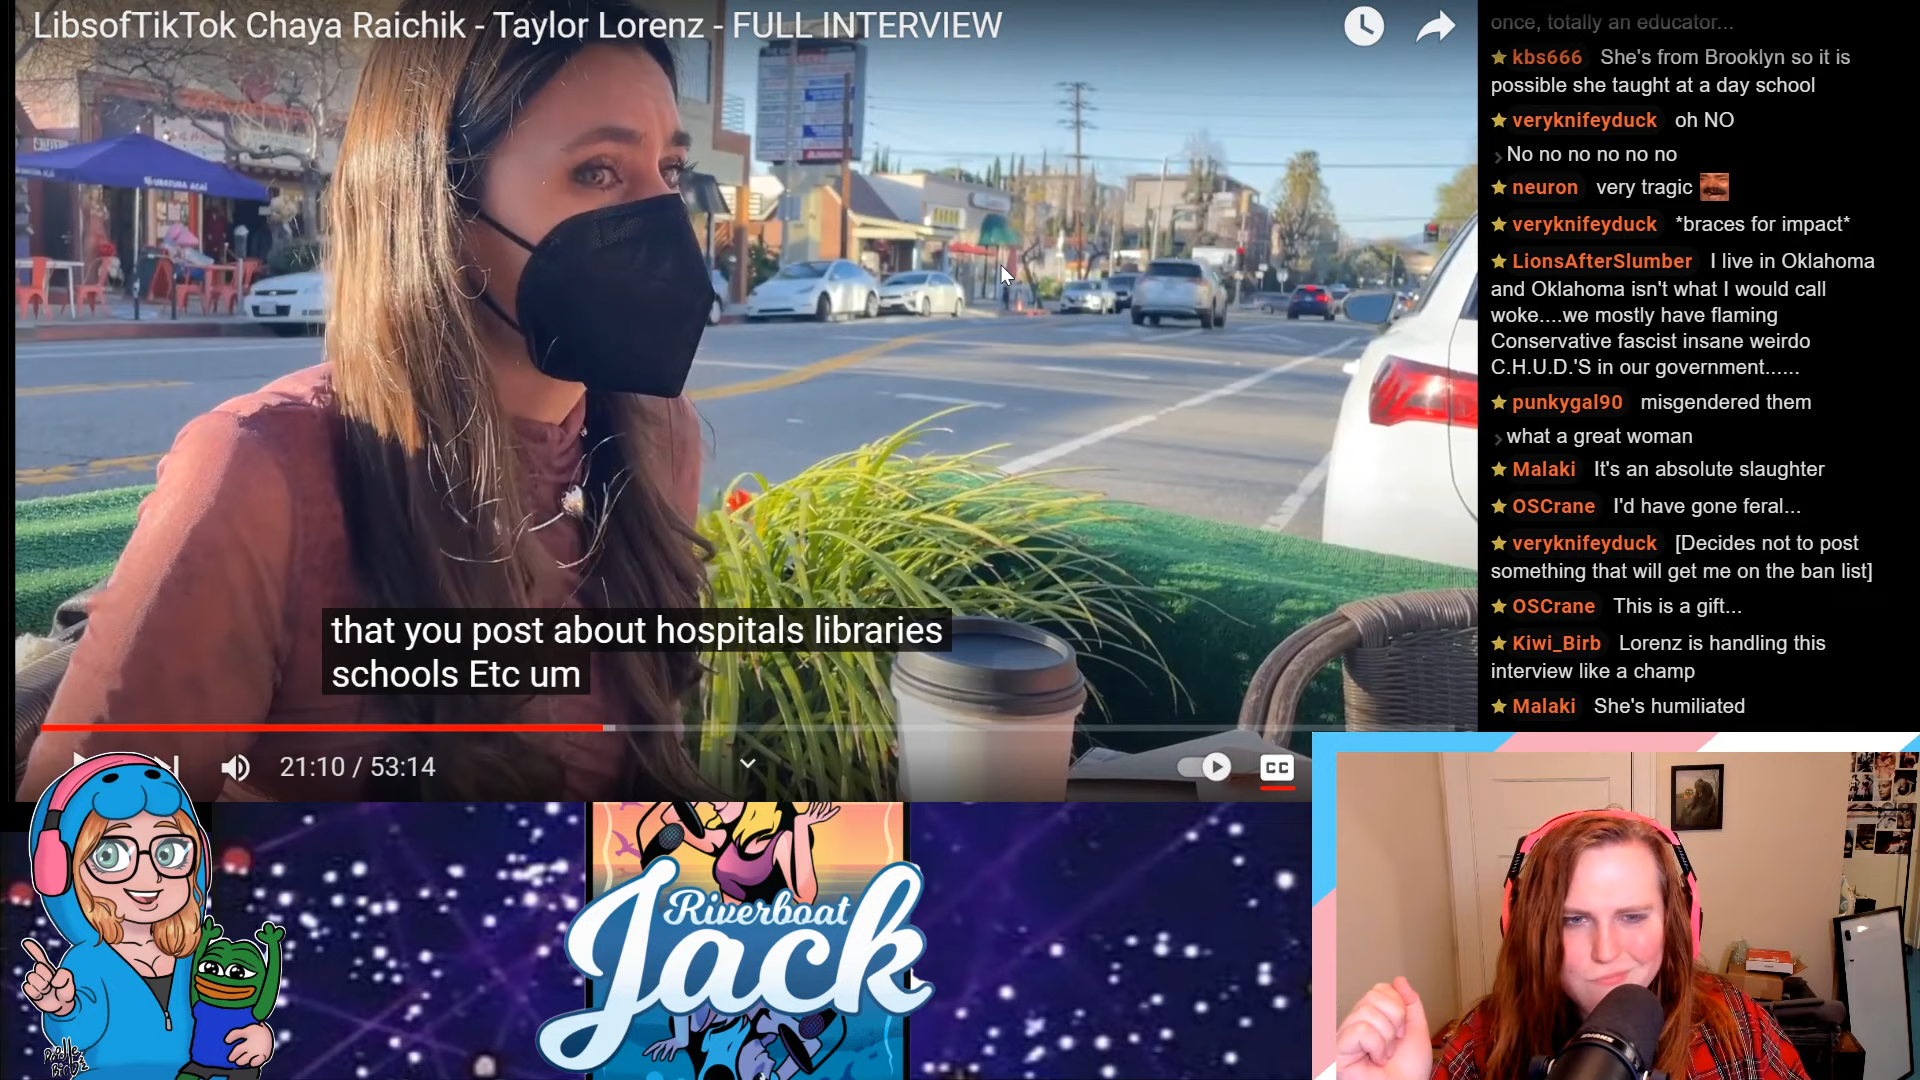 LibsofTikTok Chaya Raichik - Taylor Lorenz - FULL INTERVIEW
that you post about hospitals libraries
schools Etc um
21:10 / 53:14
CC
once, totally an educator...
kbs666 She's from Brooklyn so it is
possible she taught at a day school
veryknifeyduck oh NO
No no no no no no
neuron very tragic
veryknifeyduck *braces for impact*
LionsAfterSlumber I live in Oklahoma
and Oklahoma isn't what I would call
woke....we mostly have flaming
Conservative fascist insane weirdo
C.H.U.D.'S in our government......
punkygal90 misgendered them
what a great woman
Malaki It's an absolute slaughter
OSCrane I'd have gone feral...
veryknifeyduck [Decides not to post
something that will get me on the ban list]
OSCrane This is a gift...
Kiwi_Birb Lorenz is handling this
interview like a champ
Malaki She's humiliated
Riverboat
Jack